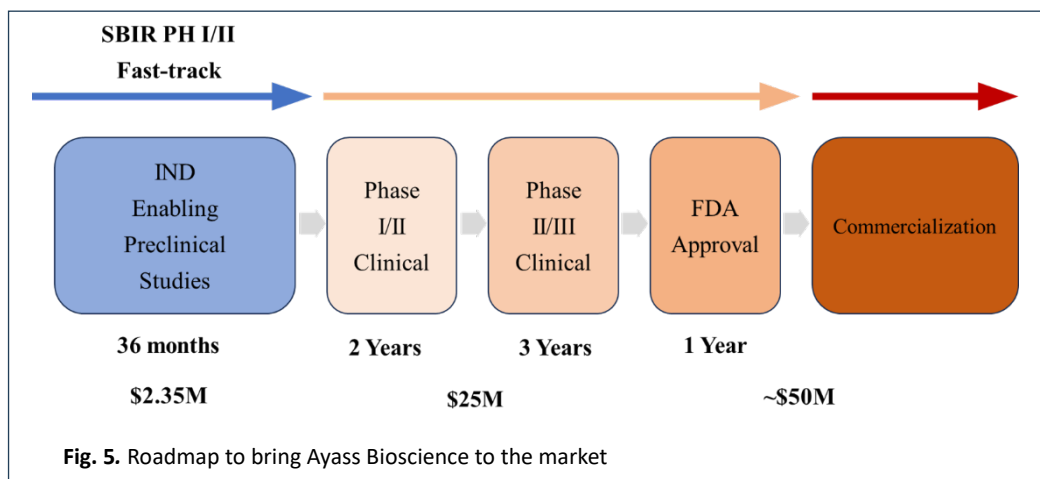 SBIR PH I/II
Fast-track
IND
Enabling
Preclinical
Studies
Phase
I/II
Clinical
Phase
II/III
Clinical
FDA
Approval
Commercialization
36 months
2 Years
3 Years
1 Year
$2.35M
$25M
~$50M
Fig. 5. Roadmap to bring Ayass Bioscience to the market